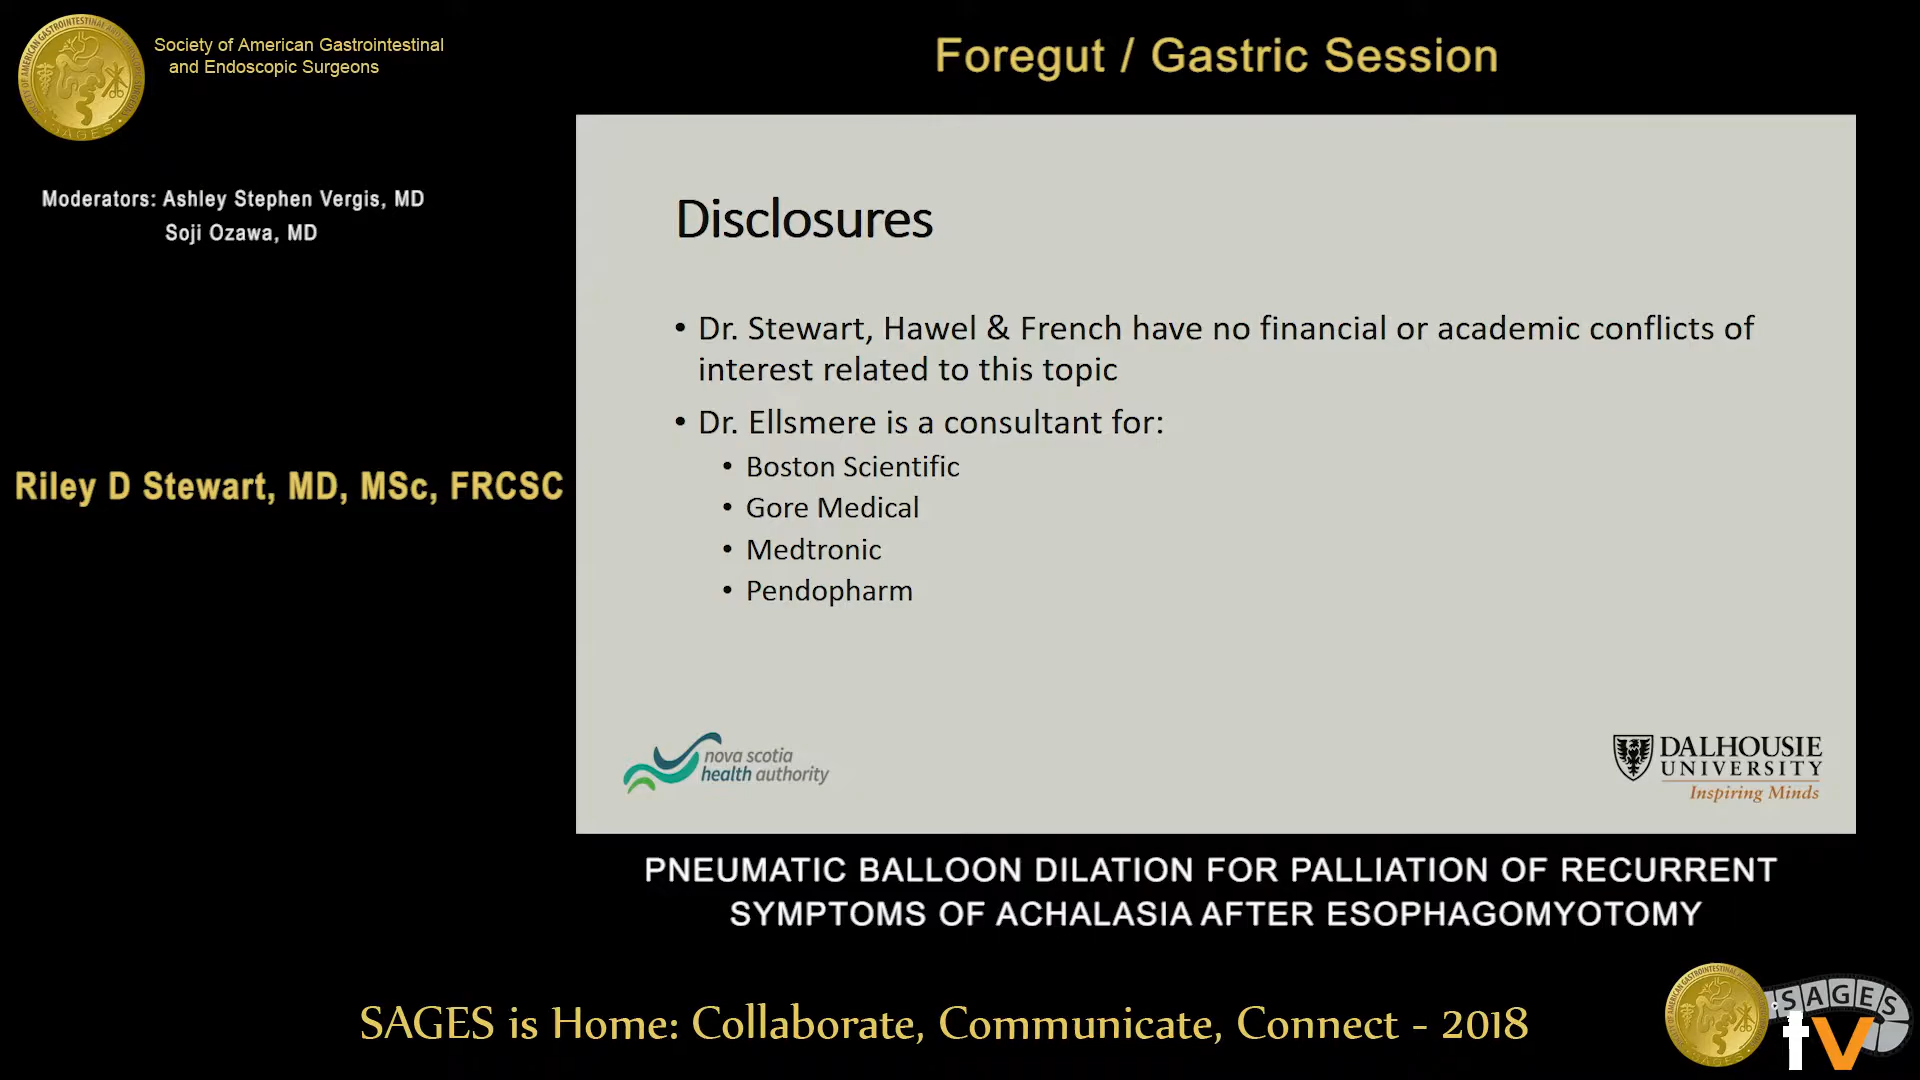 Society of American Gastrointestinal
and Endoscopic Surgeons
Foregut / Gastric Session
Moderators: Ashley Stephen Vergis, MD
Soji Ozawa, MD
Riley D Stewart, MD, MSc, FRCSC
Disclosures
• Dr. Stewart, Hawel & French have no financial or academic conflicts of
interest related to this topic
• Dr. Ellsmere is a consultant for:
• Boston Scientific
• Gore Medical
• Medtronic
• Pendopharm
nova scotia
health authority
DALHOUSIE
UNIVERSITY
Inspiring Minds
PNEUMATIC BALLOON DILATION FOR PALLIATION OF RECURRENT
SYMPTOMS OF ACHALASIA AFTER ESOPHAGOMYOTOMY
SAGES is Home: Collaborate, Communicate, Connect - 2018
SAGES
tv